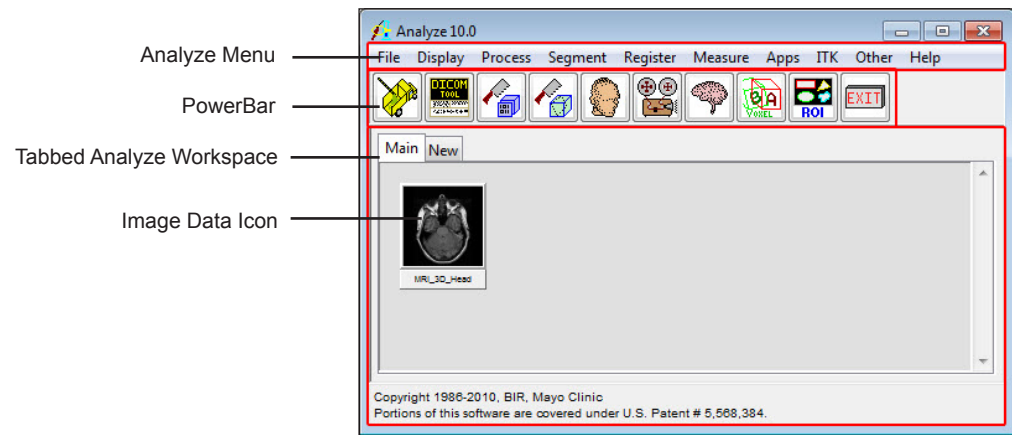 Analyze 10.0
Analyze Menu
File Display Process Segment Register Measure Apps ITK Other Help
PowerBar
DICOM
TOOL
B A
VOXEL
ROI
EXIT
Tabbed Analyze Workspace
Main New
Image Data Icon
MRI_3D_Head
Copyright 1986-2010, BIR, Mayo Clinic
Portions of this software are covered under U.S. Patent # 5,568,384.